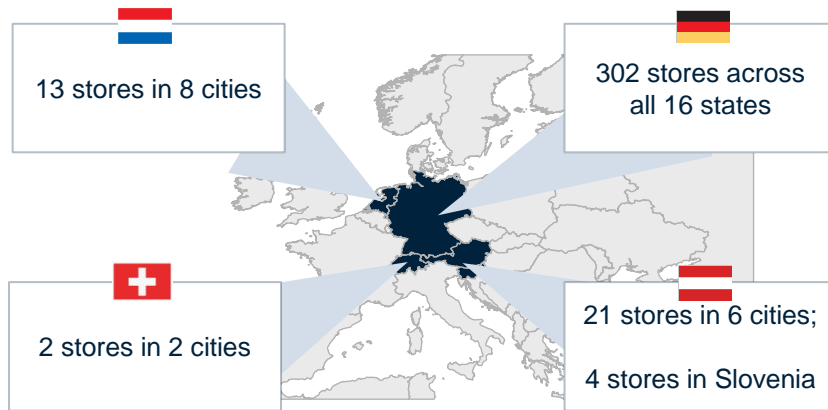 13 stores in 8 cities
302 stores across
all 16 states
2 stores in 2 cities
21 stores in 6 cities;
4 stores in Slovenia